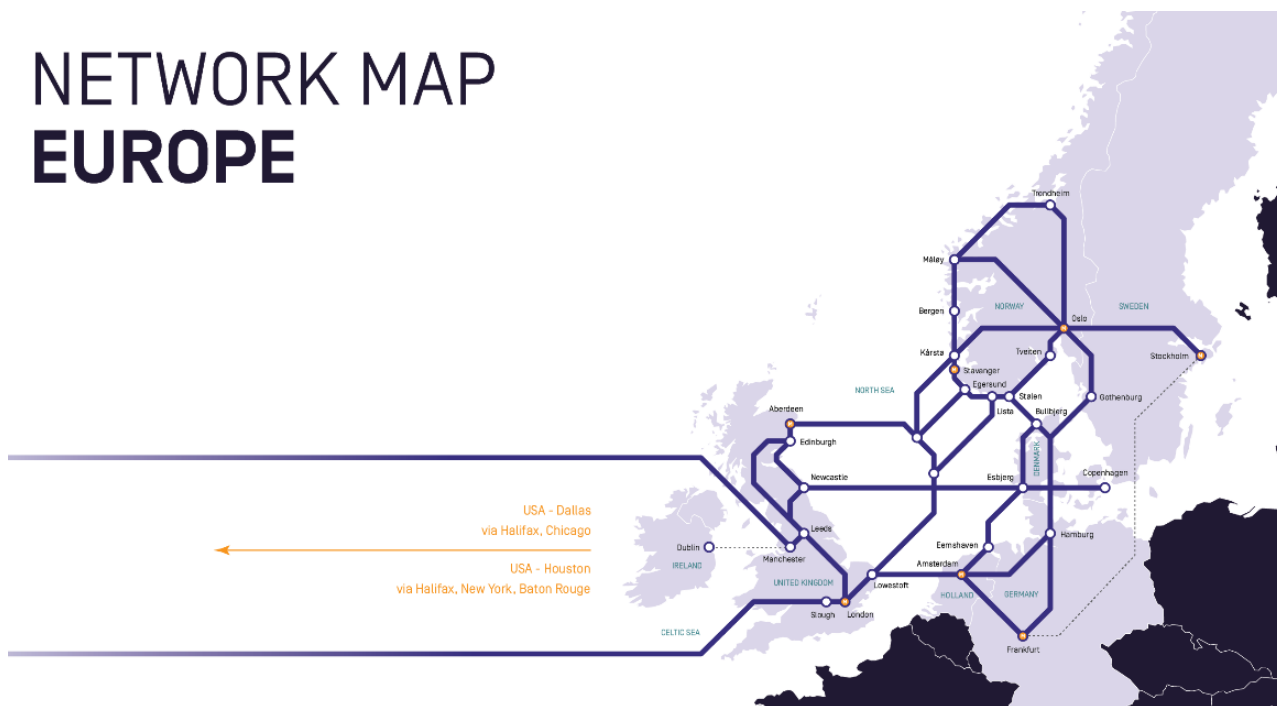 NETWORK MAP
EUROPE
Trondheim
Måløy
Bergen
NORWAY
SWEDEN
Oslo
Kårstø
Tveiten
Stockholm
Stavanger
Egersund
NORTH SEA
Stølen
Gothenburg
Lista
Bullbjerg
Aberdeen
Edinburgh
DENMARK
Newcastle
Esbjerg
Copenhagen
USA - Dallas
via Halifax, Chicago
Leeds
Hamburg
Dublin
Manchester
Eemshaven
IRELAND
Amsterdam
USA - Houston
via Halifax, New York, Baton Rouge
UNITED KINGDOM
Lowestoft
HOLLAND
GERMANY
Slough
London
CELTIC SEA
Frankfurt